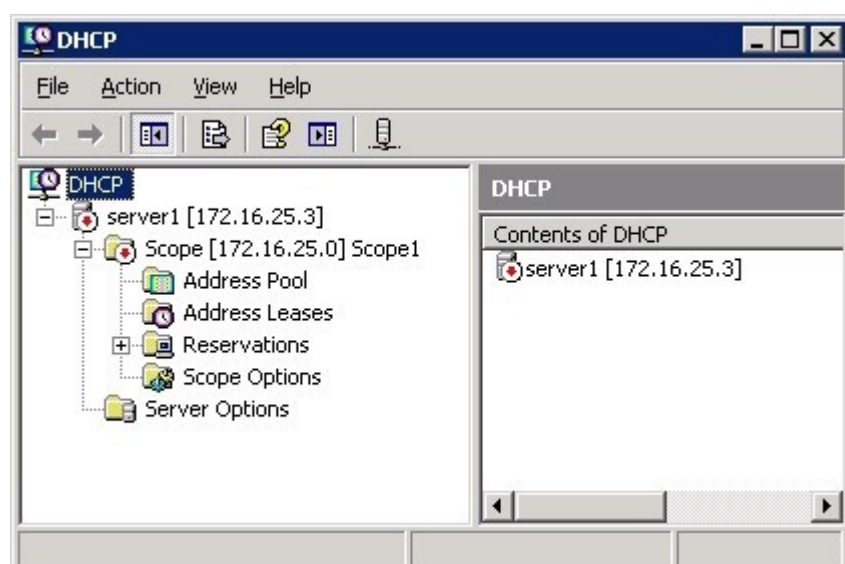 DHCP
File Action View Help
DHCP
server1 [172.16.25.3]
Scope [172.16.25.0] Scope1
Address Pool
Address Leases
Reservations
Scope Options
Server Options
DHCP
Contents of DHCP
server1 [172.16.25.3]